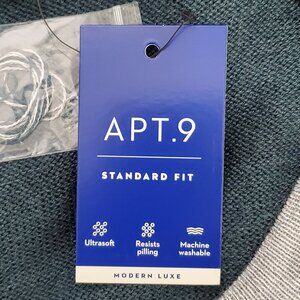 APT.9
STANDARD FIT
Ultrasoft
Resists
pilling
Machine
washable
MODERN LUXE